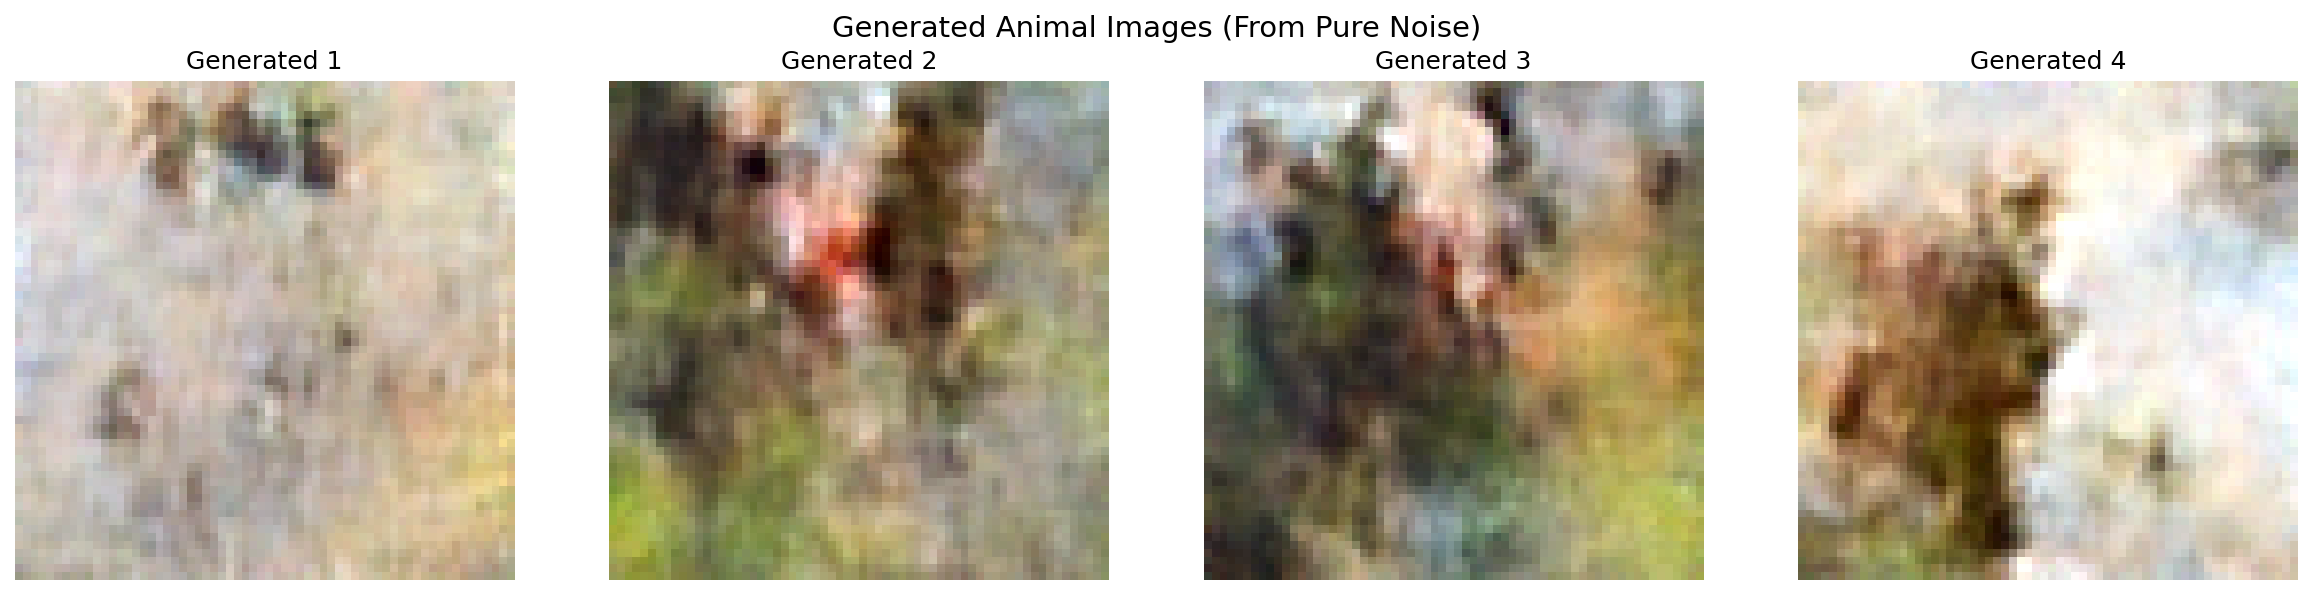 Generated Animal Images (From Pure Noise)
Generated 1
Generated 2
Generated 3
Generated 4